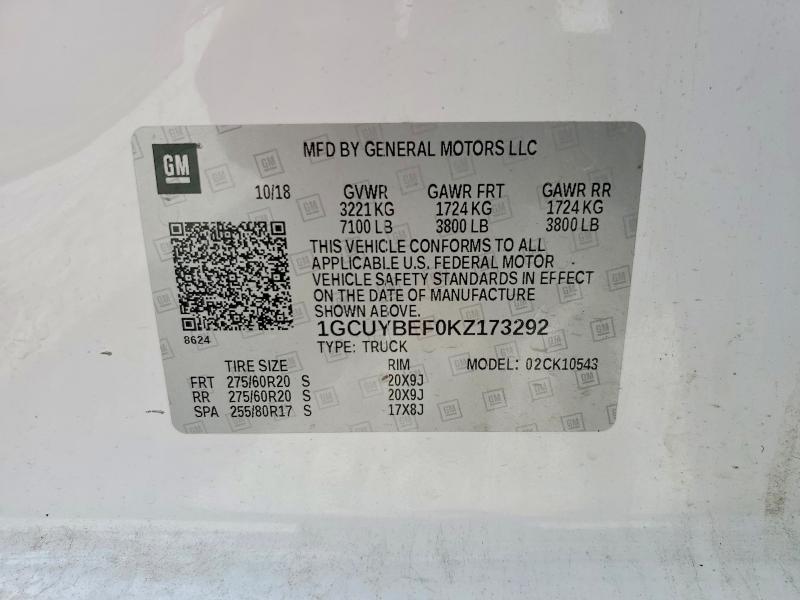 GM
MFD BY GENERAL MOTORS LLC
10/18 GVWR GAWR FRT GAWR RR
3221 KG 1724 KG 1724 KG
7100 LB 3800 LB 3800 LB
THIS VEHICLE CONFORMS TO ALL
APPLICABLE U.S. FEDERAL MOTOR
VEHICLE SAFETY STANDARDS IN EFFECT
ON THE DATE OF MANUFACTURE
SHOWN ABOVE.
1GCUYBEF0KZ173292
8624
TYPE: TRUCK MODEL: 02CK10543
TIRE SIZE RIM
FRT 275/60R20 S 20X9J
RR 275/60R20 S 20X9J
SPA 255/80R17 S 17X8J